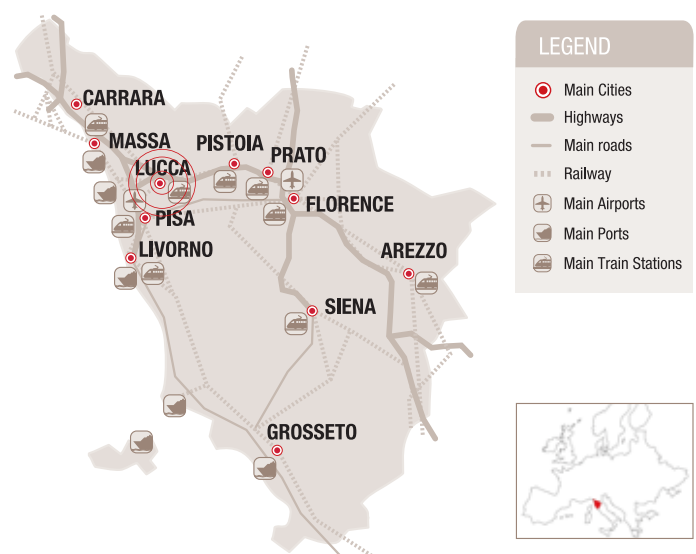 CARRARA
MASSA
LUCCA
PISTOIA
PRATO
FLORENCE
PISA
LIVORNO
AREZZO
SIENA
GROSSETO
LEGEND
Main Cities
Highways
Main roads
Railway
Main Airports
Main Ports
Main Train Stations